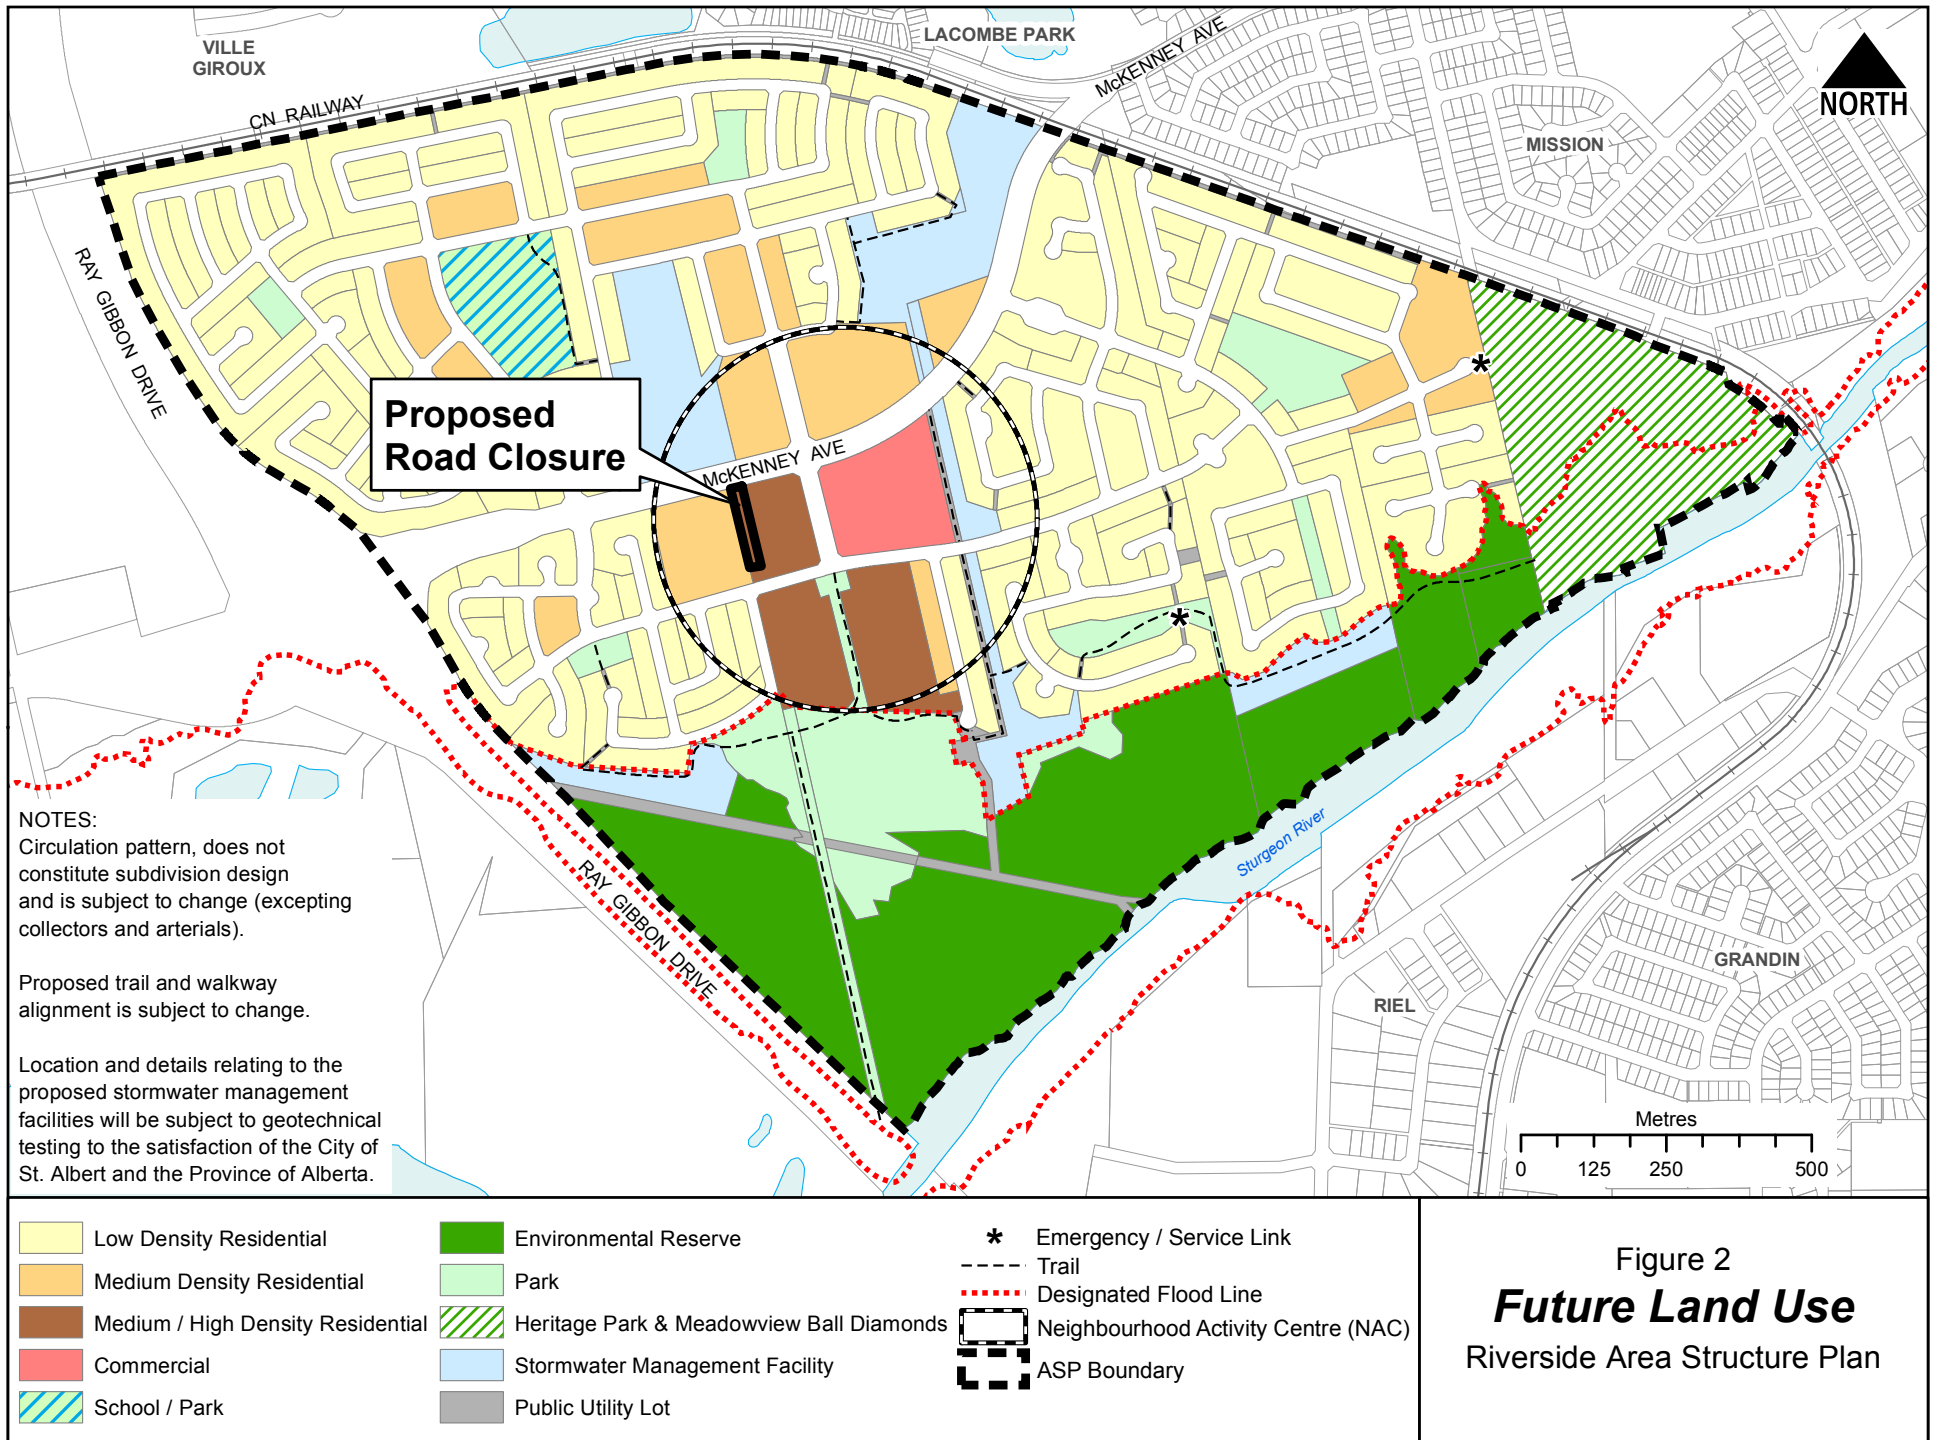 VILLE
GIROUX
LACOMBE PARK
McKENNEY AVE
NORTH
CN RAILWAY
MISSION
RAY GIBBON DRIVE
Proposed
Road Closure
McKENNEY AVE
NOTES:
Circulation pattern, does not
constitute subdivision design
and is subject to change (excepting
collectors and arterials).
Proposed trail and walkway
alignment is subject to change.
Location and details relating to the
proposed stormwater management
facilities will be subject to geotechnical
testing to the satisfaction of the City of
St. Albert and the Province of Alberta.
Sturgeon River
RAY GIBBON DRIVE
GRANDIN
RIEL
Metres
0 125 250 500
Low Density Residential
Medium Density Residential
Medium / High Density Residential
Commercial
School / Park
Environmental Reserve
Park
Heritage Park & Meadowview Ball Diamonds
Stormwater Management Facility
Public Utility Lot
* Emergency / Service Link
Trail
Designated Flood Line
Neighbourhood Activity Centre (NAC)
ASP Boundary
Figure 2
Future Land Use
Riverside Area Structure Plan